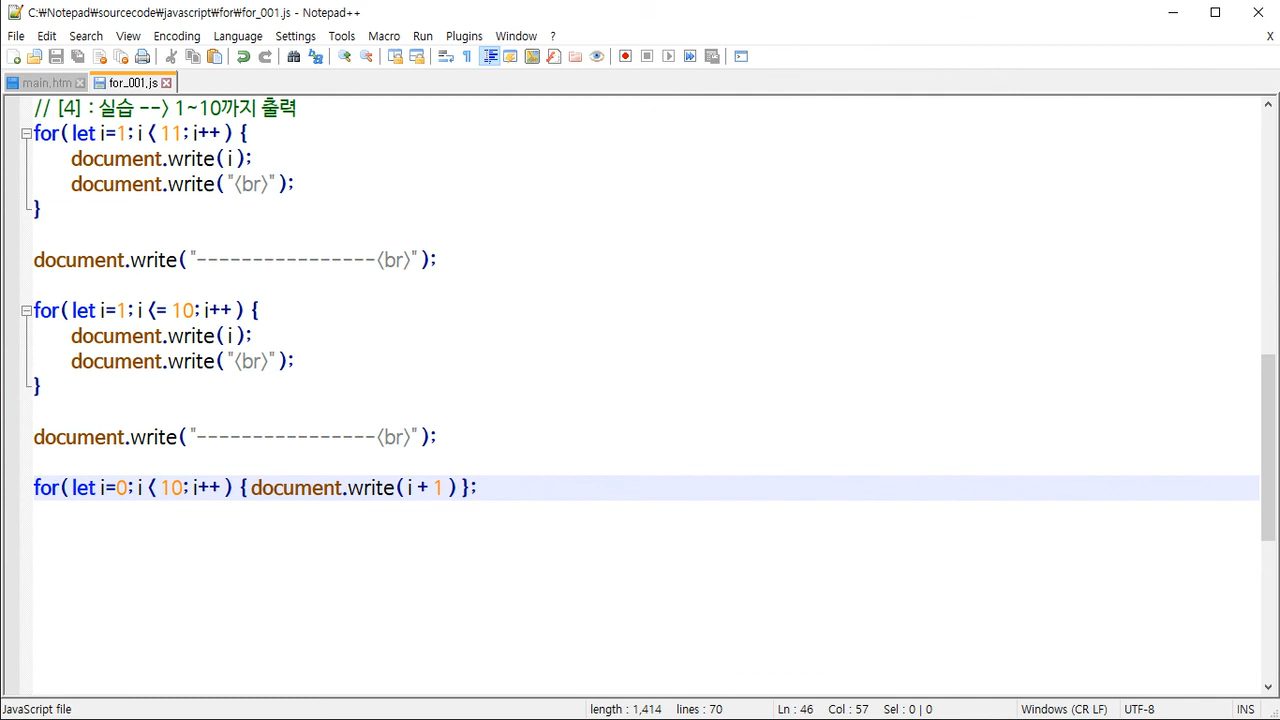 C:₩Notepad₩sourcecode₩javascript₩for₩for_001.js - Notepad++
File Edit Search View Encoding Language Settings Tools Macro Run Plugins Window ? X
main.htm for_001.js
// [4] : 실습 --> 1~10까지 출력
for( let i=1; i < 11; i++ ) {
document.write( i );
document.write( "<br>" );
}
document.write( "----------------<br>" );
for( let i=1; i <= 10; i++ ) {
document.write( i );
document.write( "<br>" );
}
document.write( "----------------<br>" );
for( let i=0; i < 10; i++ ) { document.write( i + 1 ) };
JavaScript file length : 1,414 lines : 70 Ln : 46 Col : 57 Sel : 0 | 0 Windows (CR LF) UTF-8 INS